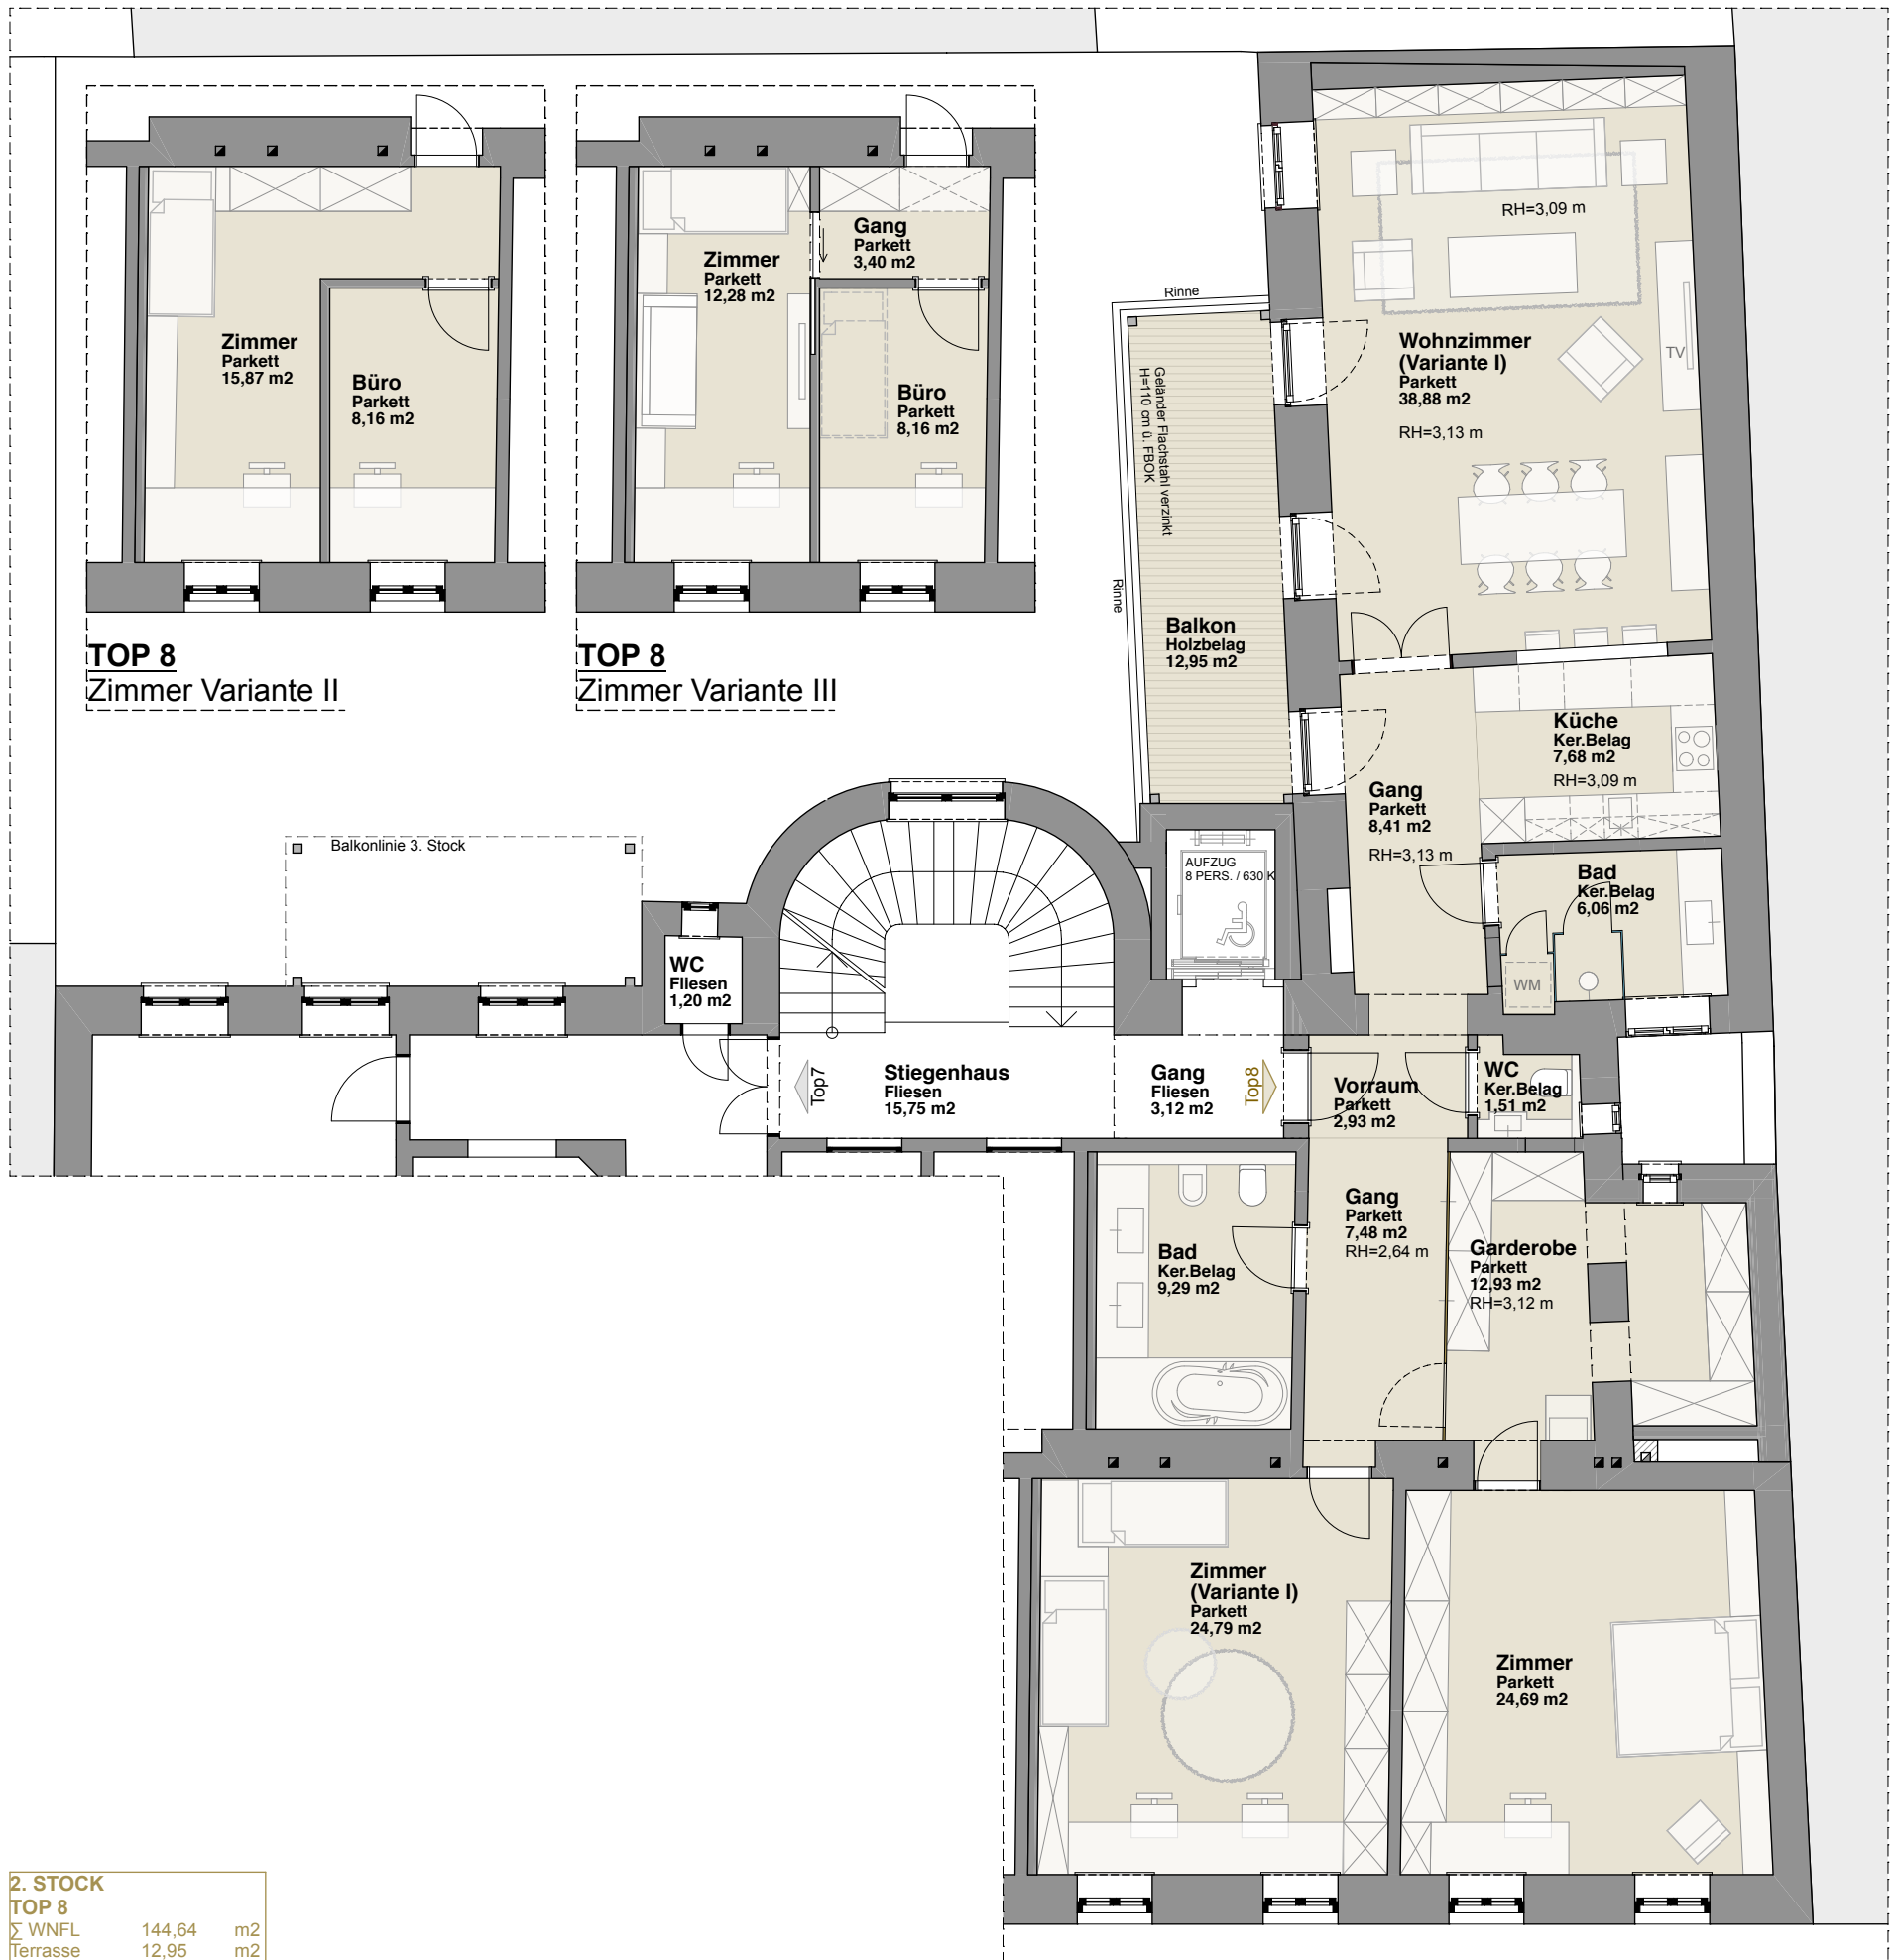 RH=3,09 m
Gang
Parkett
3,40 m2
Zimmer
Parkett
12,28 m2
Zimmer
Parkett
15,87 m2
Büro
Parkett
8,16 m2
Büro
Parkett
8,16 m2
Rinne
Geländer Flachstahl verzinkt
H=110 cm ü. FBOK
Rinne
Wohnzimmer
(Variante I)
Parkett
38,88 m2
RH=3,13 m
TV
TOP 8
Zimmer Variante II
TOP 8
Zimmer Variante III
Balkon
Holzbelag
12,95 m2
Küche
Ker.Belag
7,68 m2
RH=3,09 m
Gang
Parkett
8,41 m2
RH=3,13 m
Balkonlinie 3. Stock
AUFZUG
8 PERS. / 630 K
Bad
Ker.Belag
6,06 m2
WM
WC
Fliesen
1,20 m2
Top7
Stiegenhaus
Fliesen
15,75 m2
Gang
Fliesen
3,12 m2
Top8
Vorraum
Parkett
2,93 m2
WC
Ker.Belag
1,51 m2
Gang
Parkett
7,48 m2
RH=2,64 m
Bad
Ker.Belag
9,29 m2
Garderobe
Parkett
12,93 m2
RH=3,12 m
Zimmer
(Variante I)
Parkett
24,79 m2
Zimmer
Parkett
24,69 m2
2. STOCK
TOP 8
∑ WNFL 144,64 m2
Terrasse 12,95 m2